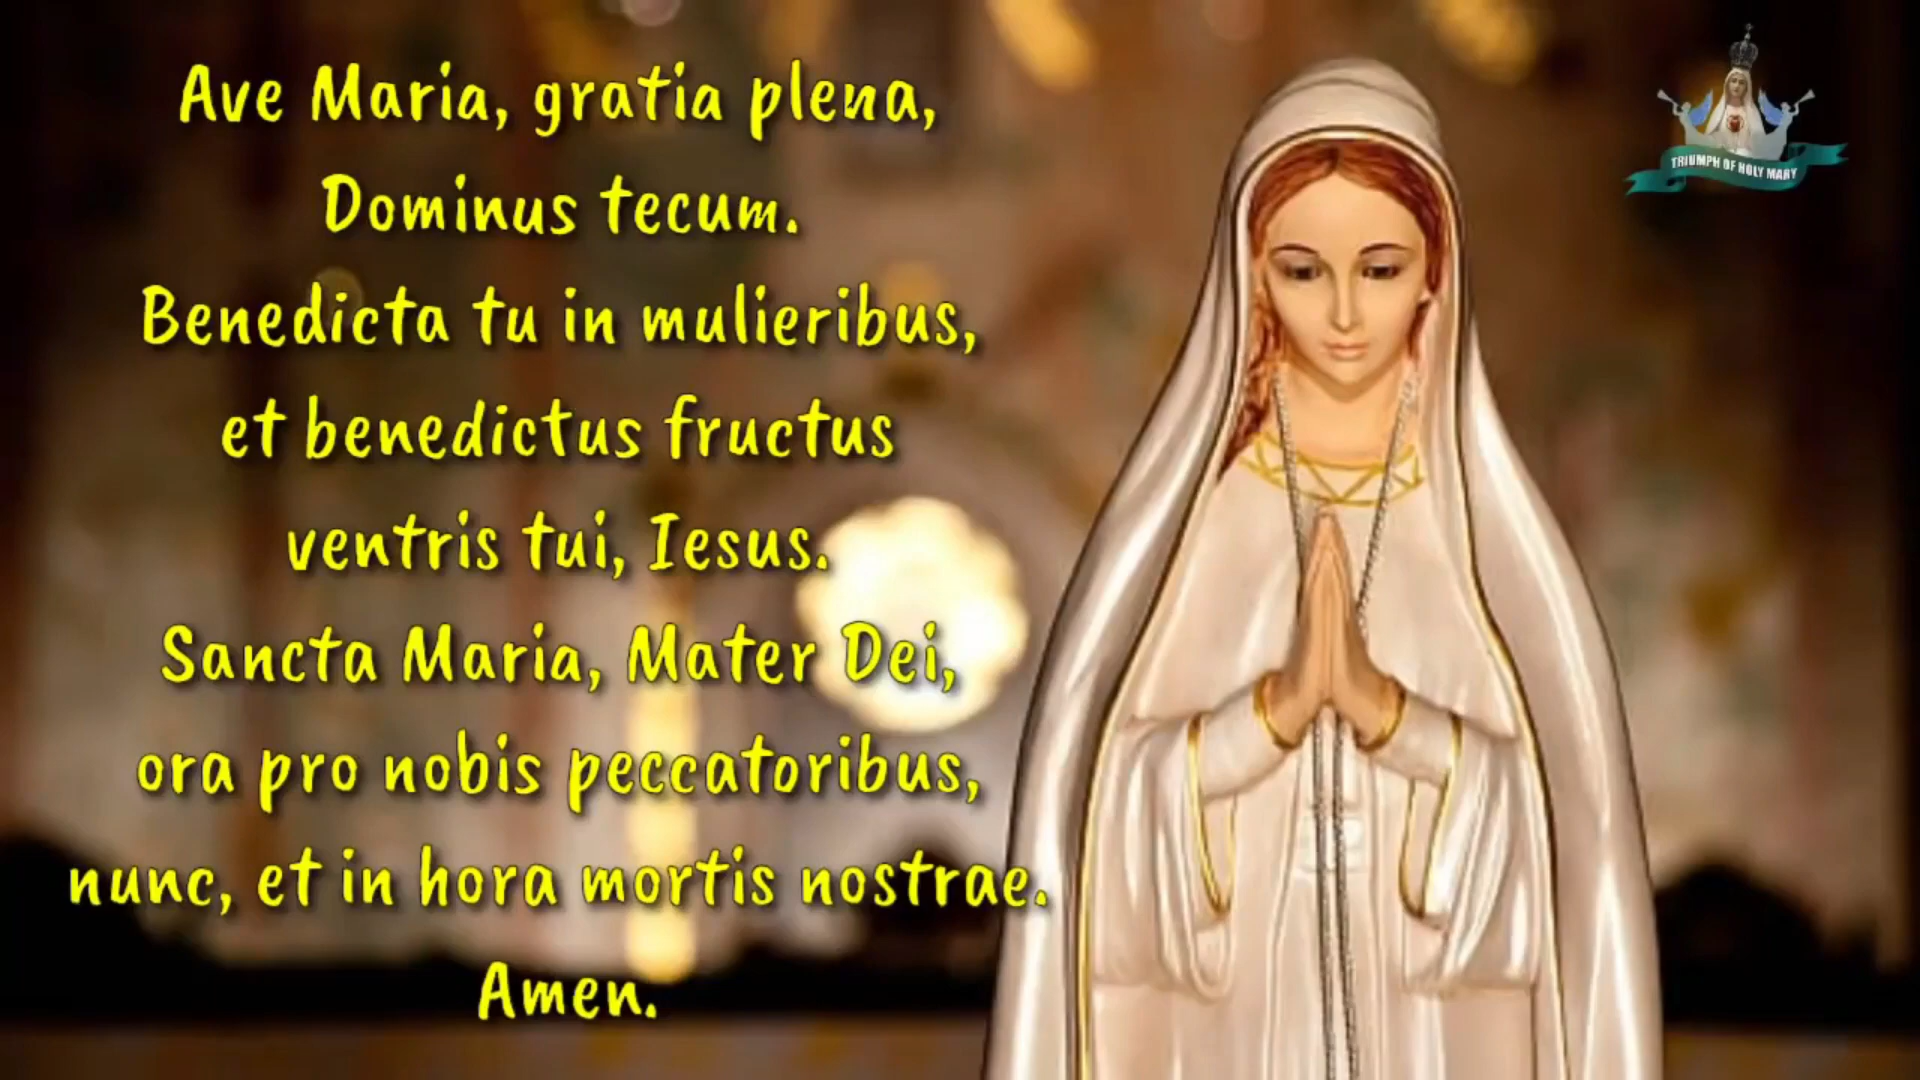 Ave Maria, gratia plena,
Dominus tecum.
Benedicta tu in mulieribus,
et benedictus fructus
ventris tui, Iesus.
Sancta Maria, Mater Dei,
ora pro nobis peccatoribus,
nunc, et in hora mortis nostrae.
Amen.
TRIUMPH OF HOLY MARY